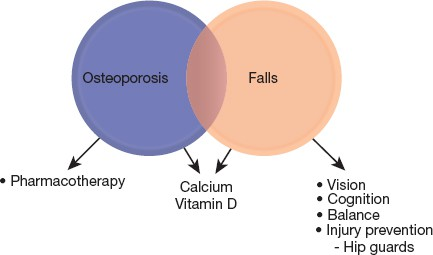 Osteoporosis
Falls
• Pharmacotherapy
Calcium
Vitamin D
• Vision
• Cognition
• Balance
• Injury prevention
- Hip guards